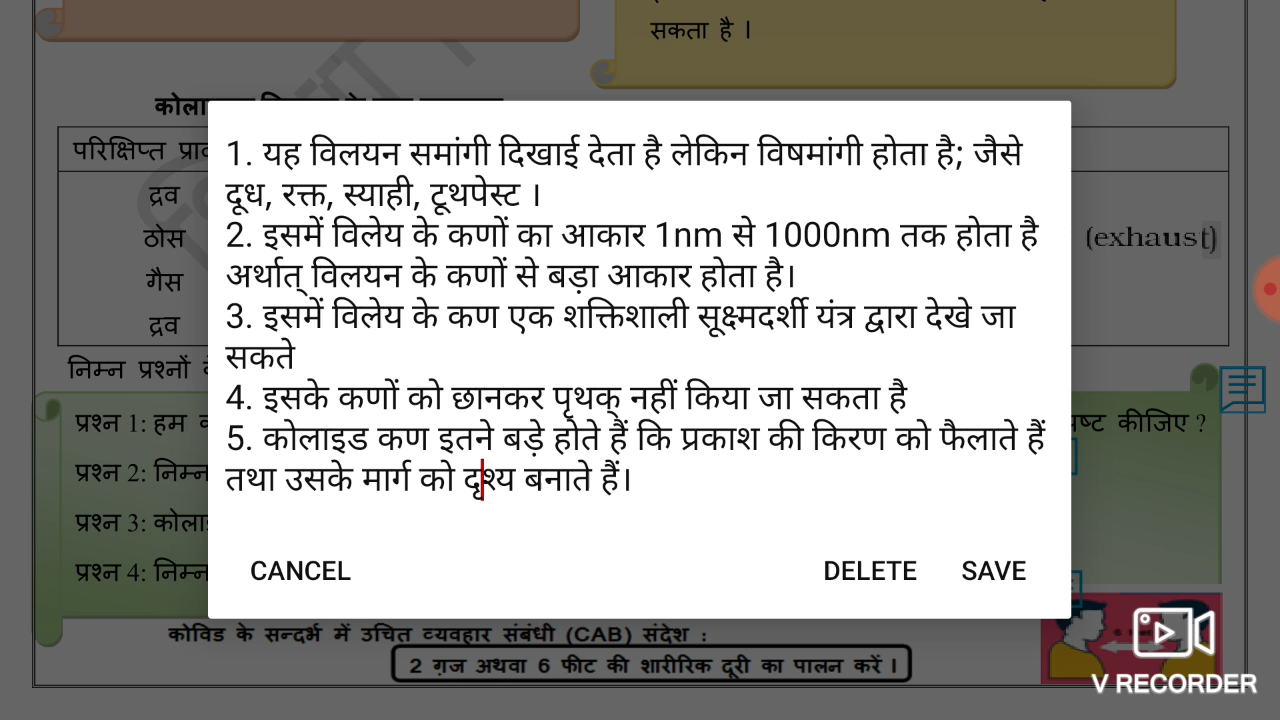 सकता है ।
परिक्षिप्त
द्रव
ठोस
(exhaust)
गैस
द्रव
निम्न प्रश्नों
1. यह विलयन समांगी दिखाई देता है लेकिन विषमांगी होता है; जैसे
दूध, रक्त, स्याही, टूथपेस्ट ।
2. इसमें विलेय के कणों का आकार 1nm से 1000nm तक होता है
अर्थात् विलयन के कणों से बड़ा आकार होता है।
3. इसमें विलेय के कण एक शक्तिशाली सूक्ष्मदर्शी यंत्र द्वारा देखे जा
सकते
4. इसके कणों को छानकर पृथक् नहीं किया जा सकता है
5. कोलाइड कण इतने बड़े होते हैं कि प्रकाश की किरण को फैलाते हैं
तथा उसके मार्ग को दृश्य बनाते हैं।
CANCEL DELETE SAVE
प्रश्न 1: हम
कीजिए ?
प्रश्न 2: निम्न
प्रश्न 3:
प्रश्न 4: निम्न
कोविड के सन्दर्भ में उचित व्यवहार संबंधी (CAB) संदेश :
2 ग़ज अथवा 6 फीट की शारीरिक दूरी का पालन करें ।
V RECORDER